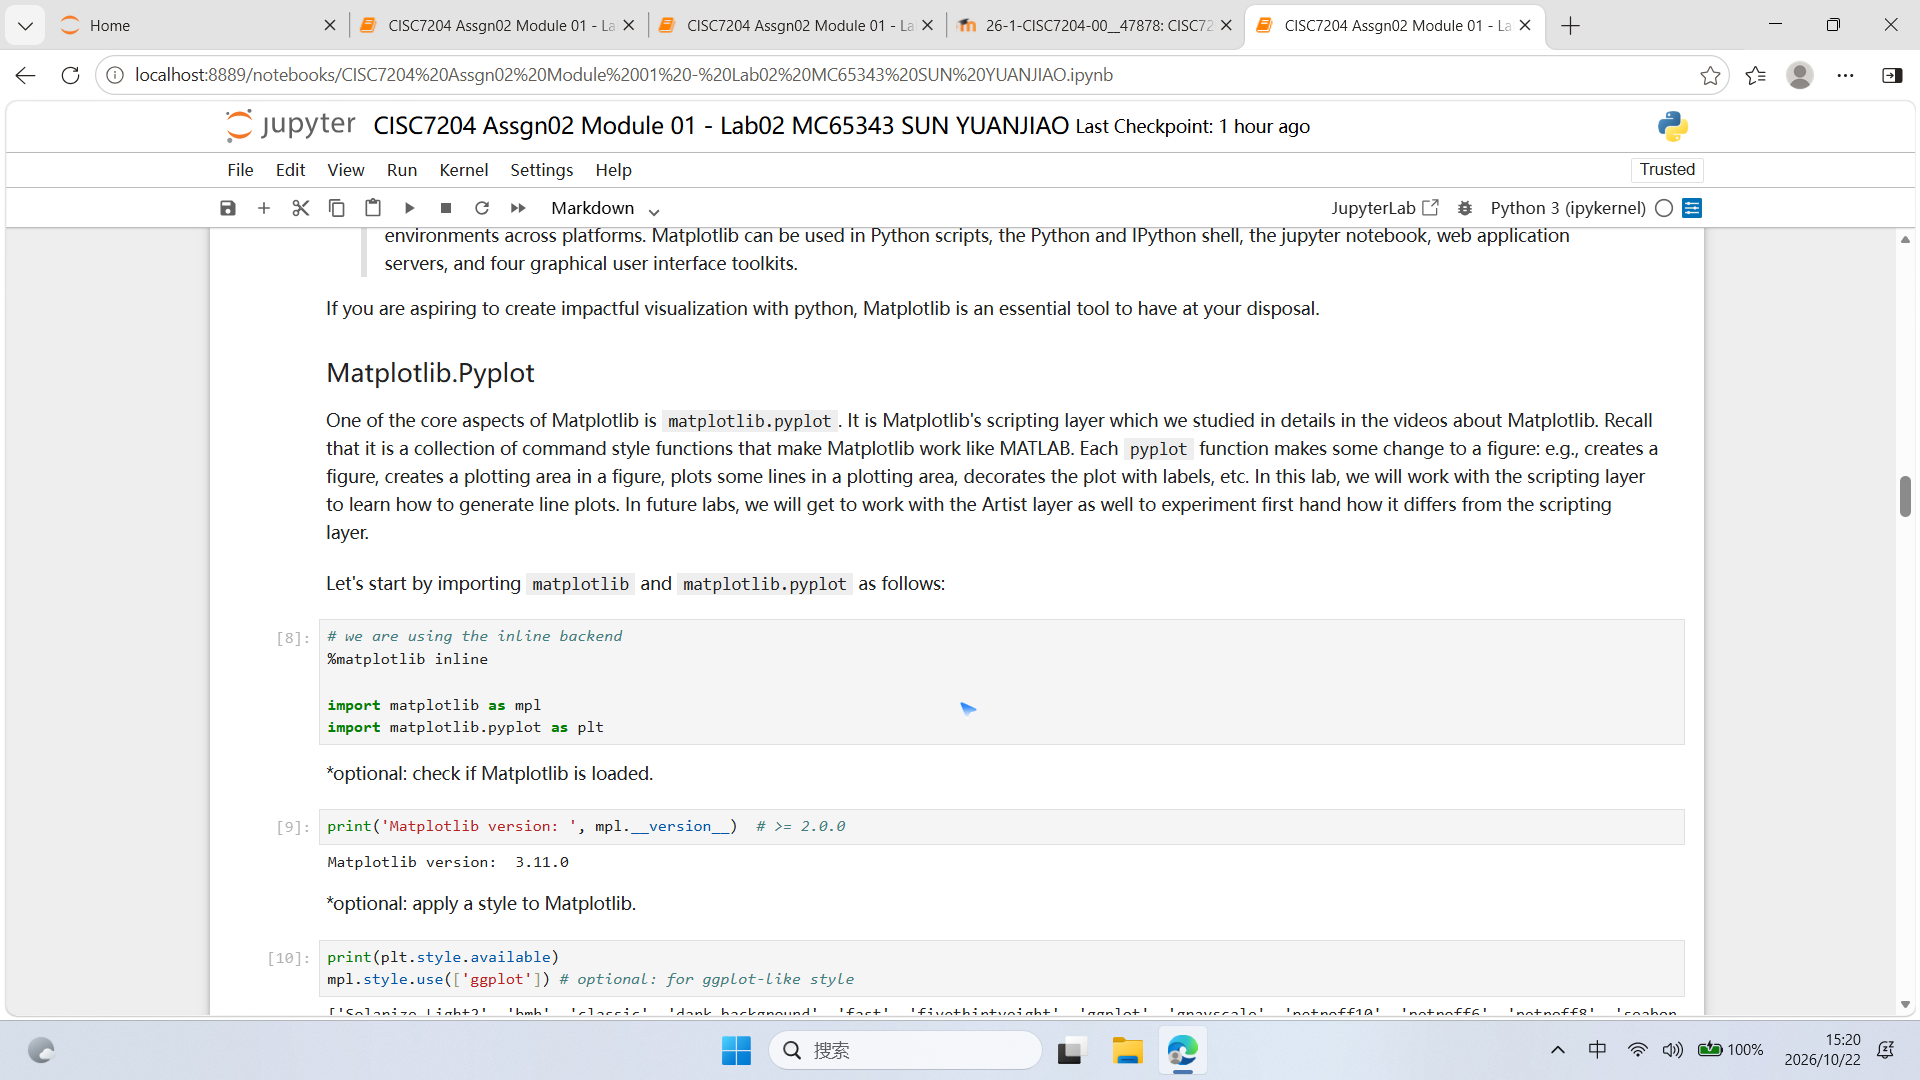 Home
CISC7204 Assgn02 Module 01 - La
CISC7204 Assgn02 Module 01 - La
26-1-CISC7204-00__47878: CISC72
CISC7204 Assgn02 Module 01 - La
localhost:8889/notebooks/CISC7204%20Assgn02%20Module%2001%20-%20Lab02%20MC65343%20SUN%20YUANJIAO.ipynb
jupyter CISC7204 Assgn02 Module 01 - Lab02 MC65343 SUN YUANJIAO Last Checkpoint: 1 hour ago
File Edit View Run Kernel Settings Help Trusted
Markdown JupyterLab Python 3 (ipykernel)
environments across platforms. Matplotlib can be used in Python scripts, the Python and IPython shell, the jupyter notebook, web application
servers, and four graphical user interface toolkits.
If you are aspiring to create impactful visualization with python, Matplotlib is an essential tool to have at your disposal.
Matplotlib.Pyplot
One of the core aspects of Matplotlib is matplotlib.pyplot. It is Matplotlib's scripting layer which we studied in details in the videos about Matplotlib. Recall
that it is a collection of command style functions that make Matplotlib work like MATLAB. Each pyplot function makes some change to a figure: e.g., creates a
figure, creates a plotting area in a figure, plots some lines in a plotting area, decorates the plot with labels, etc. In this lab, we will work with the scripting layer
to learn how to generate line plots. In future labs, we will get to work with the Artist layer as well to experiment first hand how it differs from the scripting
layer.
Let's start by importing matplotlib and matplotlib.pyplot as follows:
[8]: # we are using the inline backend
%matplotlib inline
import matplotlib as mpl
import matplotlib.pyplot as plt
*optional: check if Matplotlib is loaded.
[9]: print('Matplotlib version: ', mpl.__version__)  # >= 2.0.0
Matplotlib version:  3.11.0
*optional: apply a style to Matplotlib.
[10]: print(plt.style.available)
mpl.style.use(['ggplot']) # optional: for ggplot-like style
['Solarize_Light2', 'bmh', 'classic', 'dark_background', 'fast', 'fivethirtyeight', 'ggplot', 'grayscale', 'petroff10', 'petroff6', 'petroff8', 'seabor
搜索
中
100%
15:20
2026/10/22